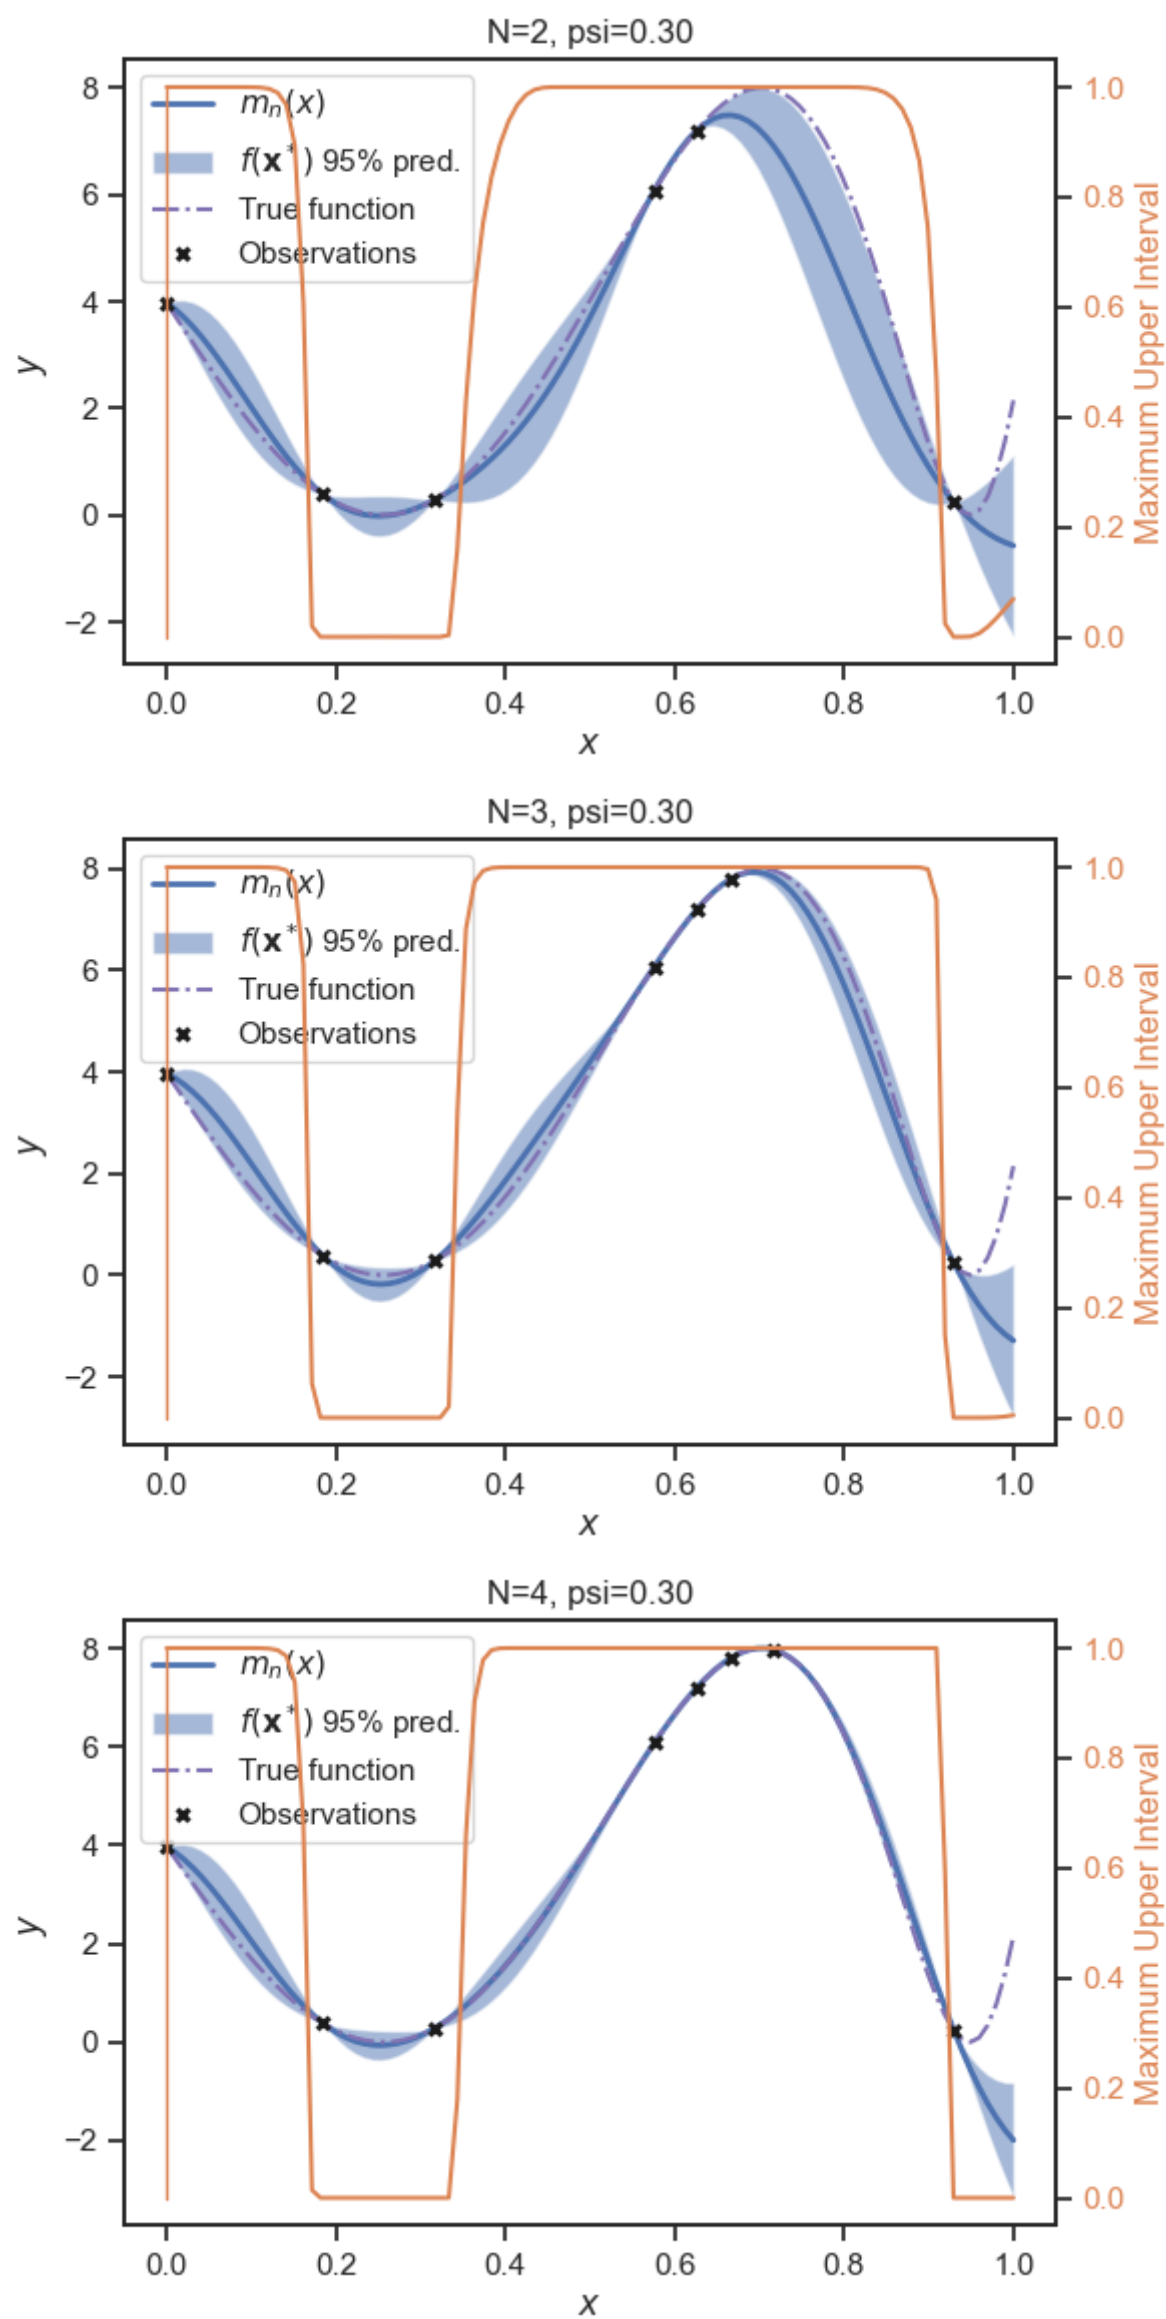 N=2, psi=0.30
8
6
4
2
0
−2
y
mₙ(x)
f(x*) 95% pred.
True function
Observations
1.0
0.8
0.6
0.4
0.2
0.0
Maximum Upper Interval
0.0 0.2 0.4 0.6 0.8 1.0
x
N=3, psi=0.30
8
6
4
2
0
−2
y
mₙ(x)
f(x*) 95% pred.
True function
Observations
1.0
0.8
0.6
0.4
0.2
0.0
Maximum Upper Interval
0.0 0.2 0.4 0.6 0.8 1.0
x
N=4, psi=0.30
8
6
4
2
0
−2
y
mₙ(x)
f(x*) 95% pred.
True function
Observations
1.0
0.8
0.6
0.4
0.2
0.0
Maximum Upper Interval
0.0 0.2 0.4 0.6 0.8 1.0
x